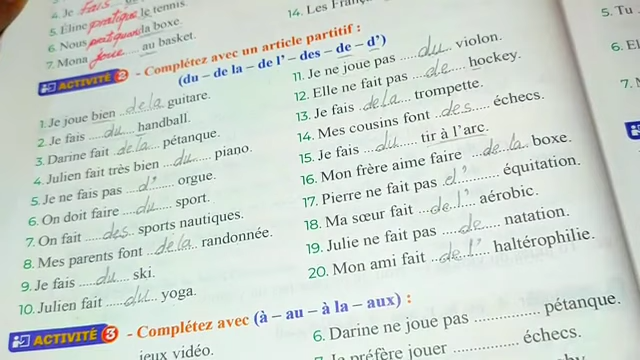 4. Je fais
5. Éline pratique le tennis
6. Nous pratiquons la boxe.
7. Mona joue au basket.
14. Les
5. Tu
6. El
7.
ACTIVITÉ 2 - Complétez avec un article partitif :
(du – de la – de l' – des – de – d')
1. Je joue bien de la guitare.
2. Je fais du handball.
3. Darine fait de la pétanque.
4. Julien fait très bien du piano.
5. Je ne fais pas d' orgue.
6. On doit faire du sport.
7. On fait des sports nautiques.
8. Mes parents font de la randonnée.
9. Je fais du ski.
10. Julien fait du yoga.
11. Je ne joue pas du violon.
12. Elle ne fait pas de hockey.
13. Je fais de la trompette.
14. Mes cousins font des échecs.
15. Je fais du tir à l'arc.
16. Mon frère aime faire de la boxe.
17. Pierre ne fait pas d' équitation.
18. Ma sœur fait de l' aérobic.
19. Julie ne fait pas de natation.
20. Mon ami fait de l' haltérophilie.
ACTIVITÉ 3 - Complétez avec (à – au – à la – aux) :
jeux vidéo.
6. Darine ne joue pas pétanque.
préfère jouer échecs.